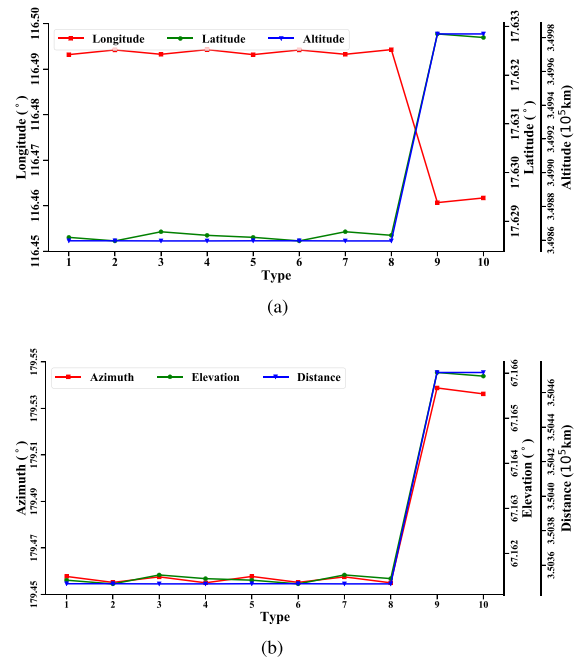 116.50
116.49
116.48
116.47
116.46
116.45
Longitude (°)
Longitude Latitude Altitude
17.633
17.632
17.631
17.630
17.629
Latitude (°)
3.4998
3.4996
3.4994
3.4992
3.4990
3.4988
3.4986
Altitude (10⁵km)
1 2 3 4 5 6 7 8 9 10
Type
(a)
179.55
179.53
179.51
179.49
179.47
179.45
Azimuth (°)
Azimuth Elevation Distance
67.166
67.165
67.164
67.163
67.162
Elevation (°)
3.5046
3.5044
3.5042
3.5040
3.5038
3.5036
Distance (10⁵km)
1 2 3 4 5 6 7 8 9 10
Type
(b)